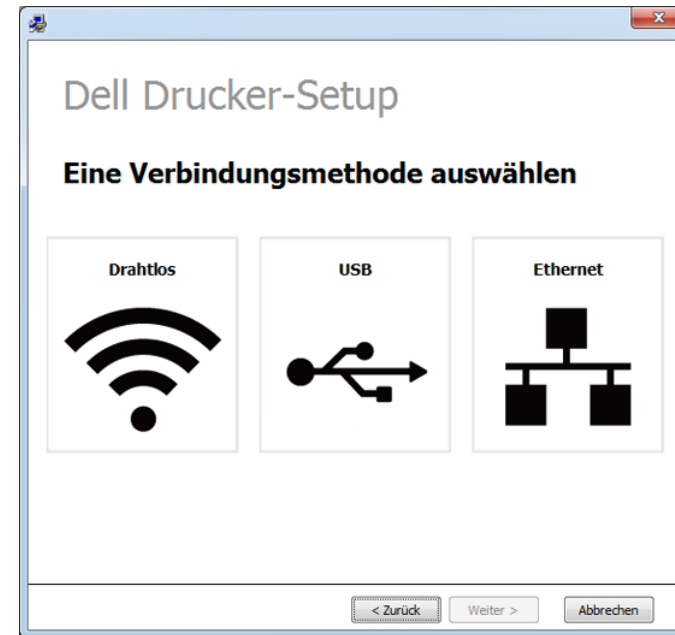 Dell Drucker-Setup
Eine Verbindungsmethode auswählen
Drahtlos
USB
Ethernet
< Zurück
Weiter >
Abbrechen